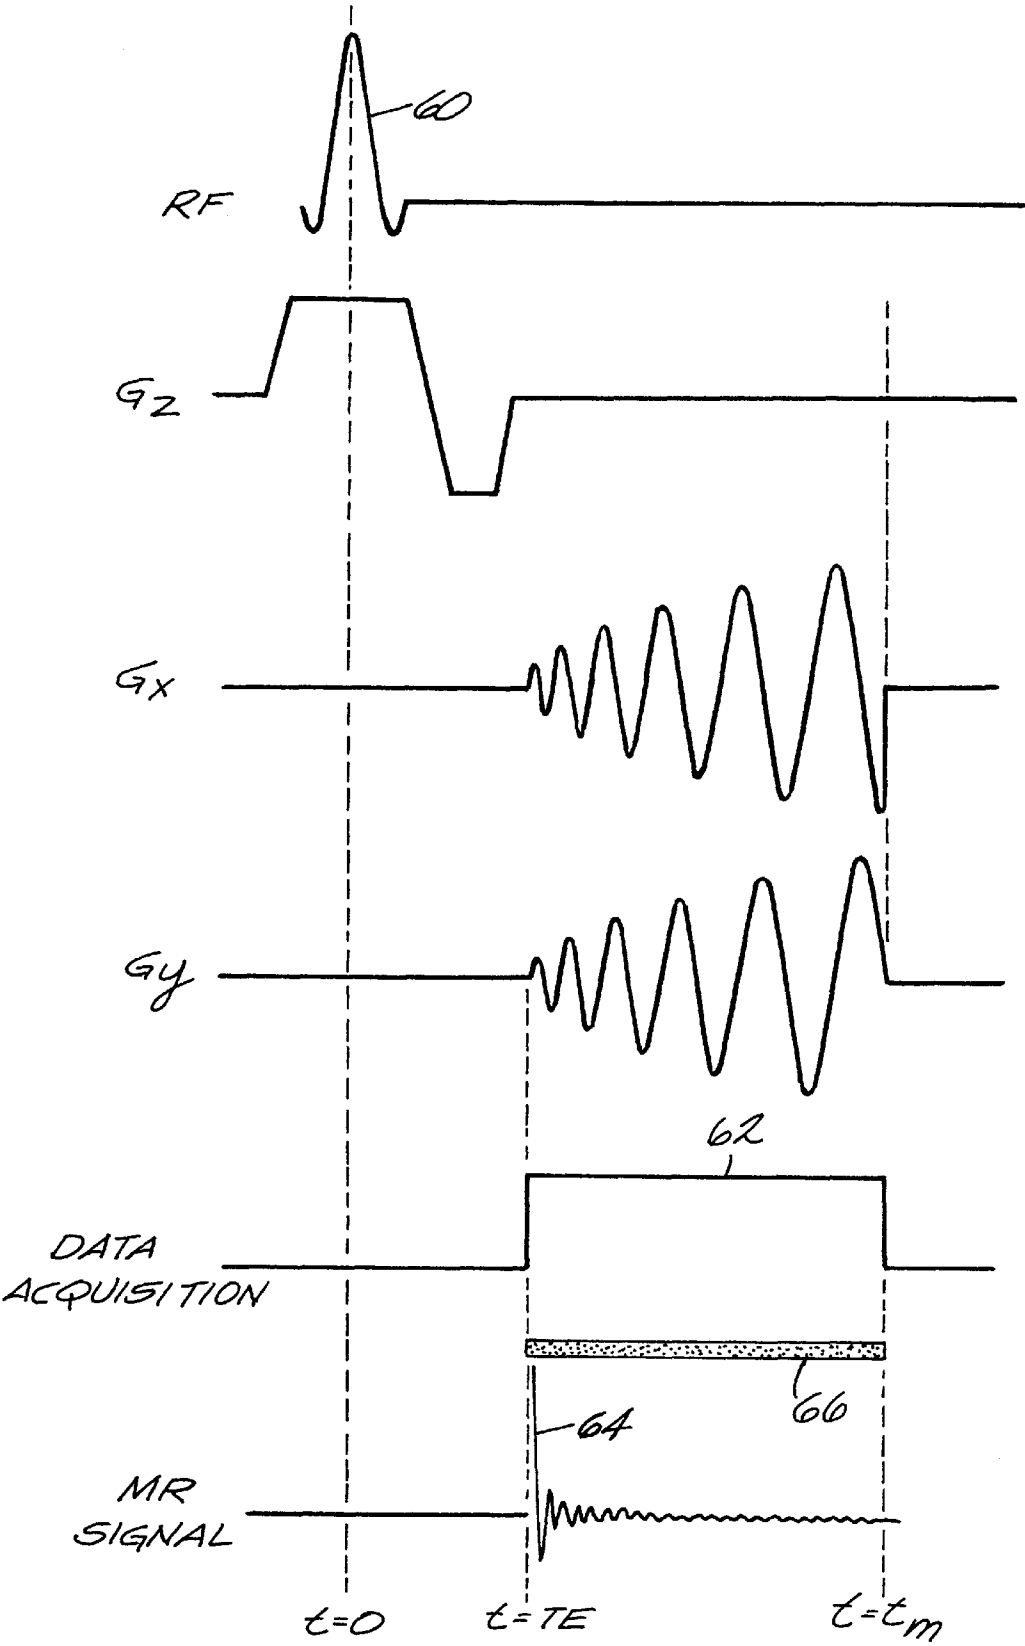 60
RF
Gz
Gx
Gy
62
DATA
ACQUISITION
66
64
MR
SIGNAL
t=0
t=TE
t=tm